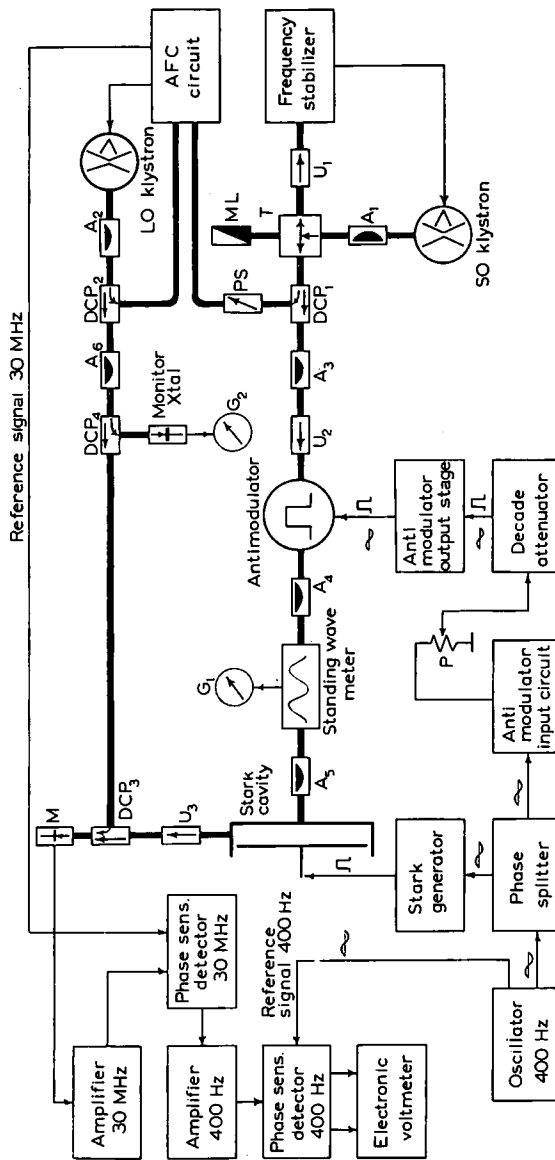 Reference signal 30 MHz
AFC
circuit
LO klystron
A2
DCP2
A6
DCP4
Monitor
Xtal
G2
DCP3
M
U3
Stark
cavity
Frequency
stabilizer
U1
ML
T
A1
SO klystron
PS
DCP1
A3
U2
Antimodulator
A4
G1
Standing wave
meter
A5
Anti
modulator
output stage
Decade
attenuator
P
Anti
modulator
input circuit
Stark
generator
Phase
splitter
Oscillator
400 Hz
Reference
signal 400 Hz
Amplifier
30 MHz
Phase sens.
detector
30 MHz
Amplifier
400 Hz
Phase sens.
detector
400 Hz
Electronic
voltmeter